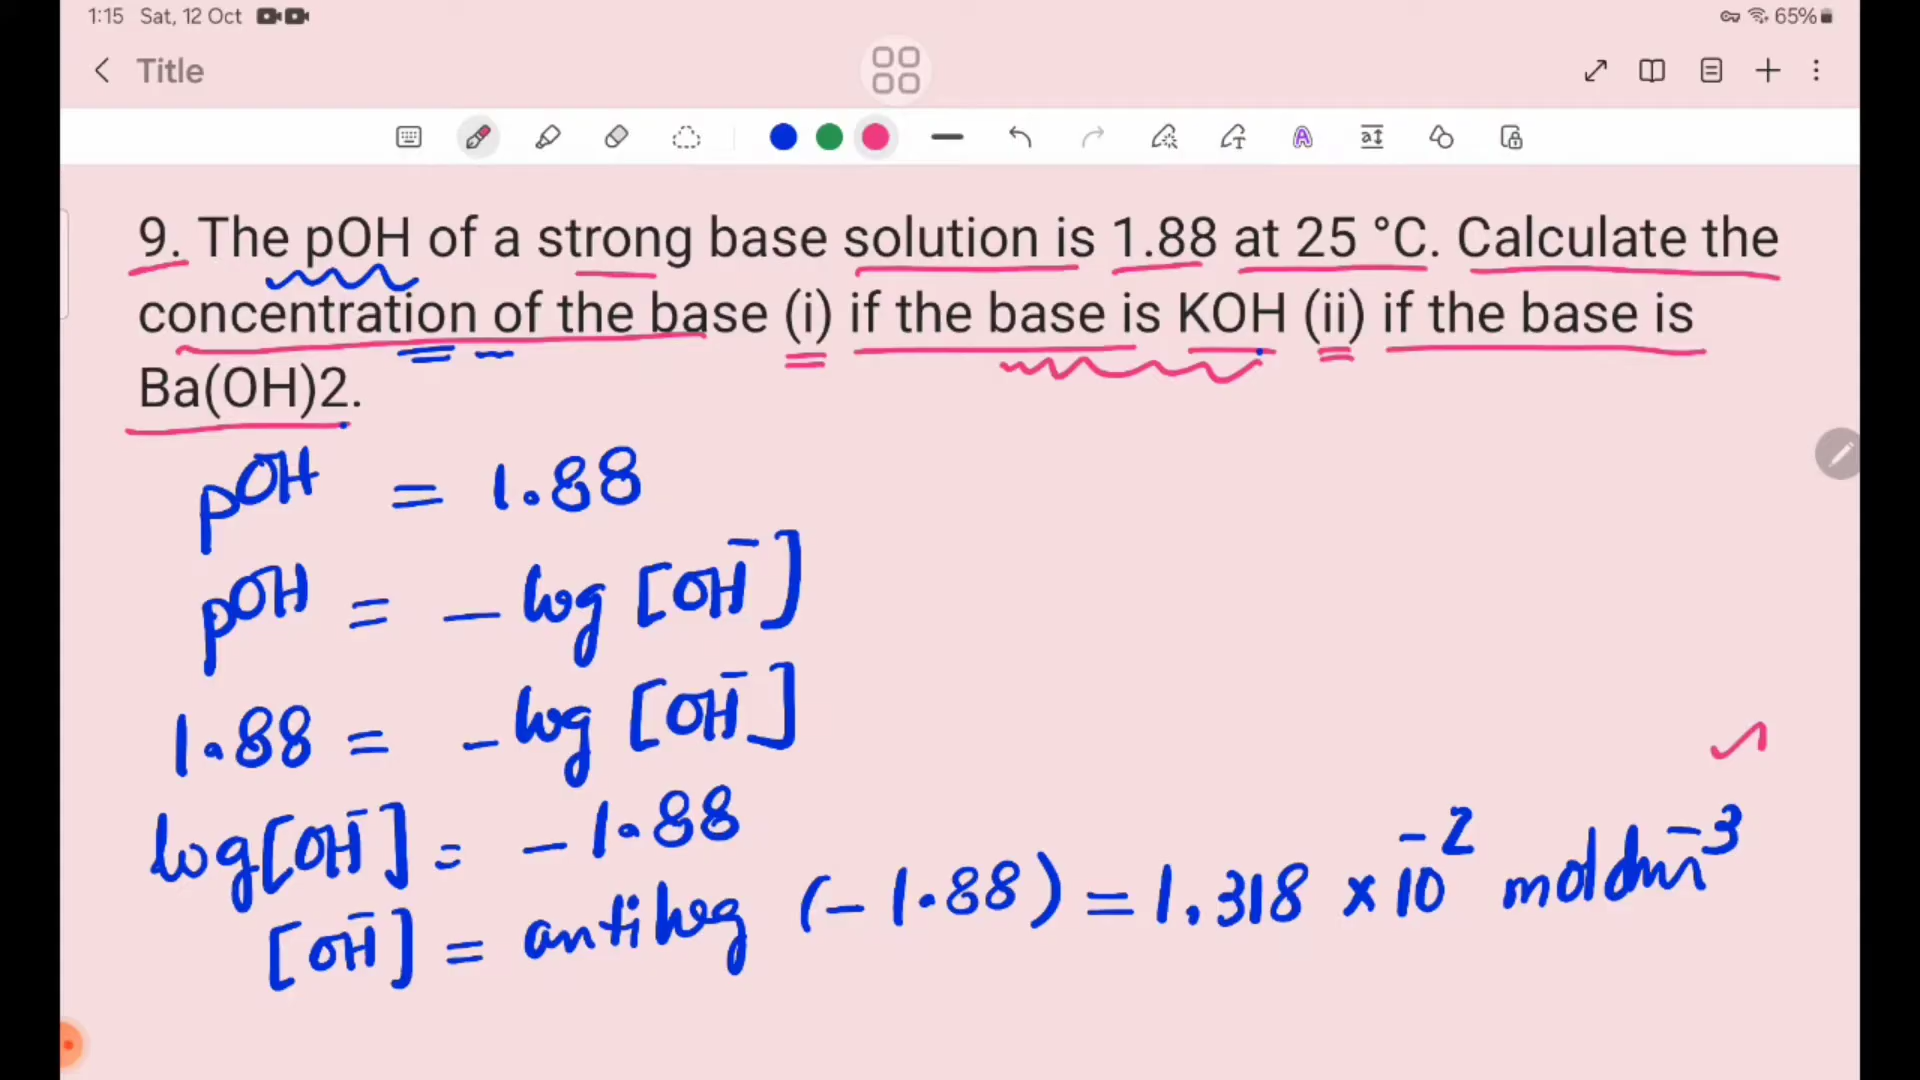 1:15 Sat, 12 Oct 65%
Title
9. The pOH of a strong base solution is 1.88 at 25 °C. Calculate the
concentration of the base (i) if the base is KOH (ii) if the base is
Ba(OH)2.
pOH = 1.88
pOH = - log [OH⁻]
1.88 = - log [OH⁻]
log[OH⁻] = - 1.88
[OH⁻] = antilog (- 1.88) = 1.318 × 10⁻² mol dm⁻³